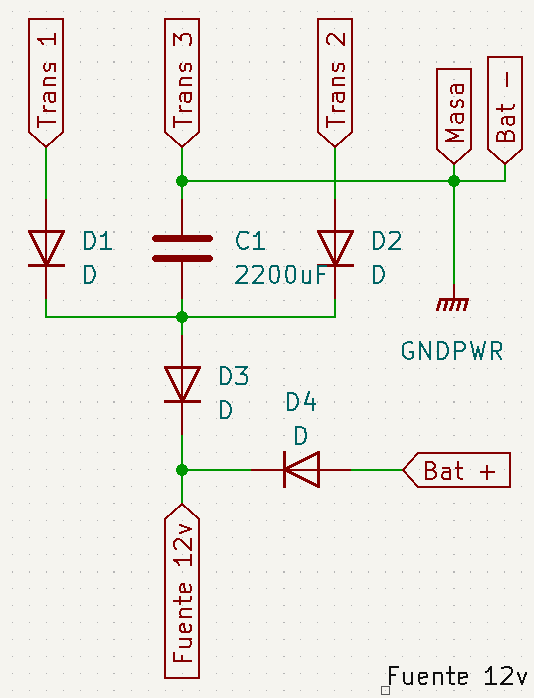 Trans 1
Trans 3
Trans 2
Masa
Bat -
D1
D
C1
2200uF
D2
D
GNDPWR
D3
D
D4
D
Bat +
Fuente 12v
Fuente 12v